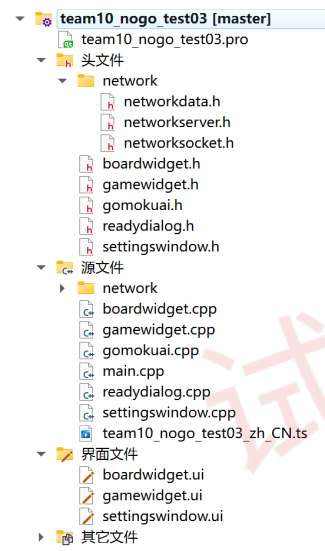 team10_nogo_test03 [master]
team10_nogo_test03.pro
头文件
network
networkdata.h
networkserver.h
networksocket.h
boardwidget.h
gamewidget.h
gomokuai.h
readydialog.h
settingswindow.h
源文件
network
boardwidget.cpp
gamewidget.cpp
gomokuai.cpp
main.cpp
readydialog.cpp
settingswindow.cpp
team10_nogo_test03_zh_CN.ts
界面文件
boardwidget.ui
gamewidget.ui
settingswindow.ui
其它文件
试